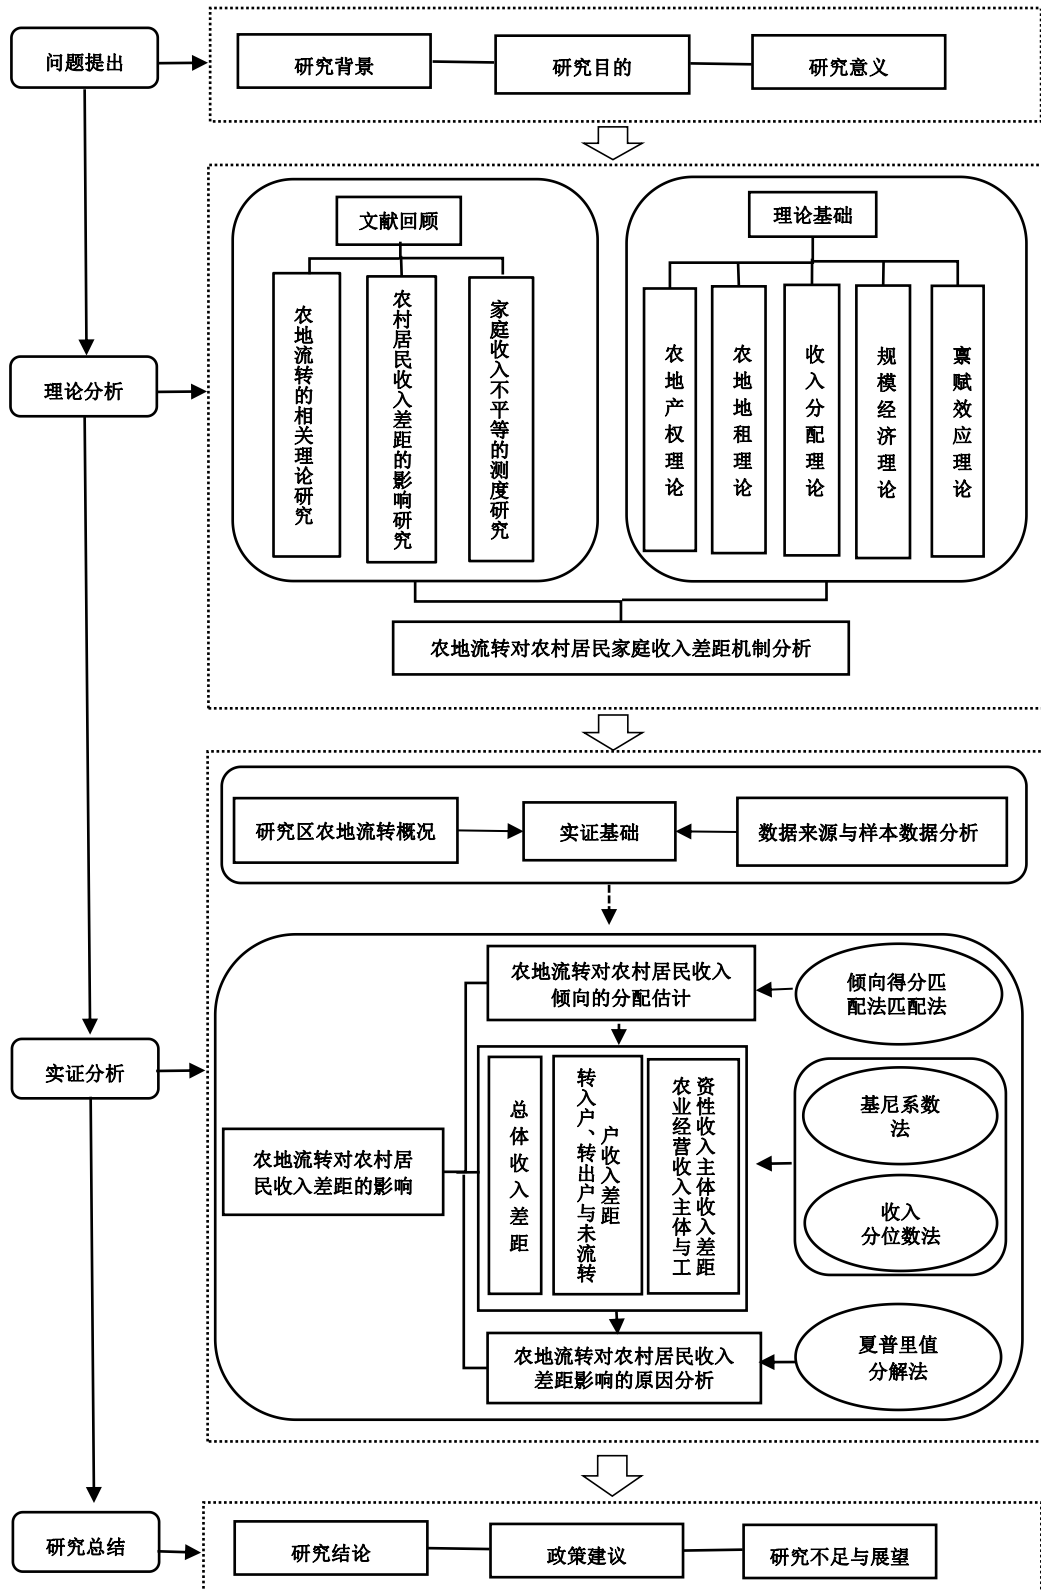 问题提出
研究背景
研究目的
研究意义
理论分析
文献回顾
农地流转的相关理论研究
农村居民收入差距的影响研究
家庭收入不平等的测度研究
理论基础
农地产权理论
农地地租理论
收入分配理论
规模经济理论
禀赋效应理论
农地流转对农村居民家庭收入差距机制分析
实证分析
研究区农地流转概况
实证基础
数据来源与样本数据分析
农地流转对农村居民收入
倾向的分配估计
倾向得分匹
配法匹配法
农地流转对农村居
民收入差距的影响
总体收入差距
转入户、转出户与未流转
户收入差距
农业经营收入主体与工
资性收入主体收入差距
基尼系数
法
收入
分位数法
农地流转对农村居民收入
差距影响的原因分析
夏普里值
分解法
研究总结
研究结论
政策建议
研究不足与展望